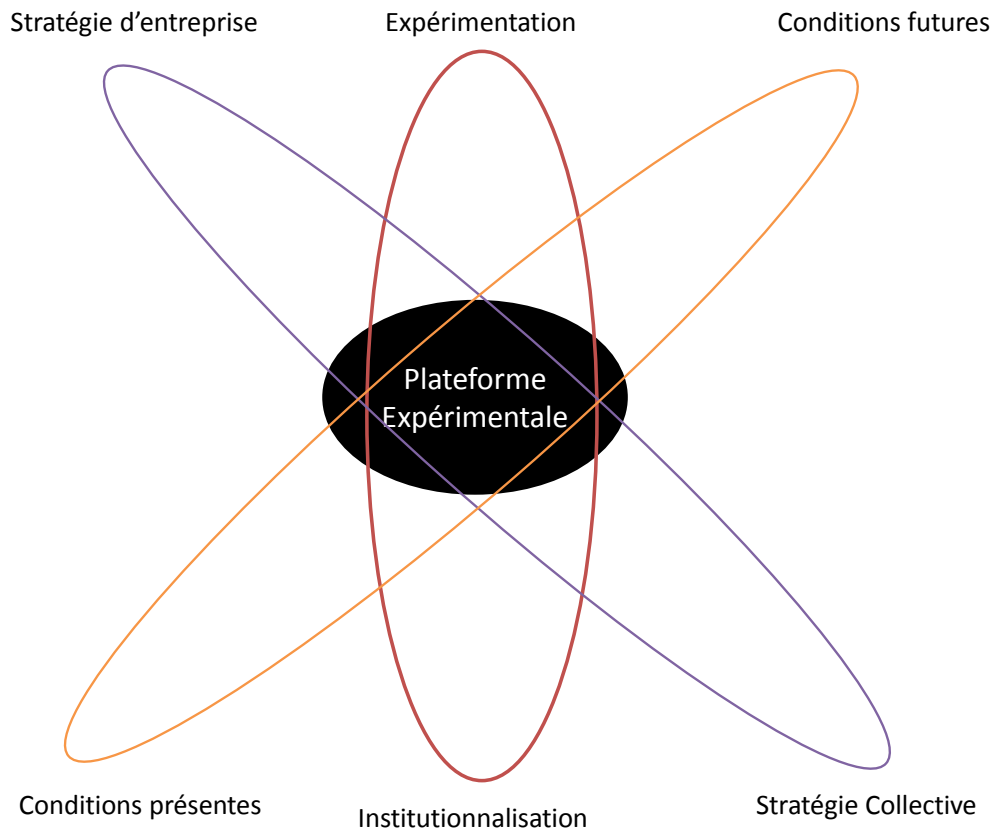 Stratégie d'entreprise
Expérimentation
Conditions futures
Plateforme
Expérimentale
Conditions présentes
Institutionnalisation
Stratégie Collective